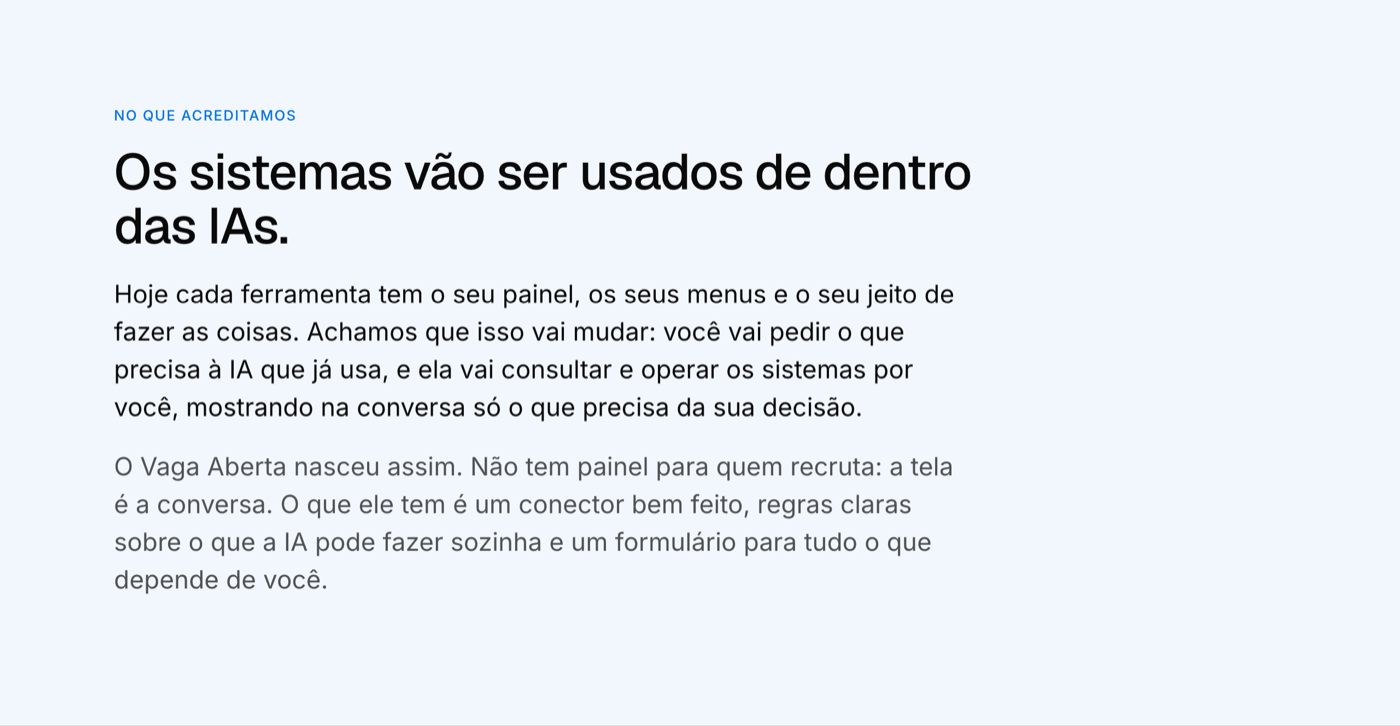 NO QUE ACREDITAMOS
Os sistemas vão ser usados de dentro
das IAs.
Hoje cada ferramenta tem o seu painel, os seus menus e o seu jeito de
fazer as coisas. Achamos que isso vai mudar: você vai pedir o que
precisa à IA que já usa, e ela vai consultar e operar os sistemas por
você, mostrando na conversa só o que precisa da sua decisão.
O Vaga Aberta nasceu assim. Não tem painel para quem recruta: a tela
é a conversa. O que ele tem é um conector bem feito, regras claras
sobre o que a IA pode fazer sozinha e um formulário para tudo o que
depende de você.